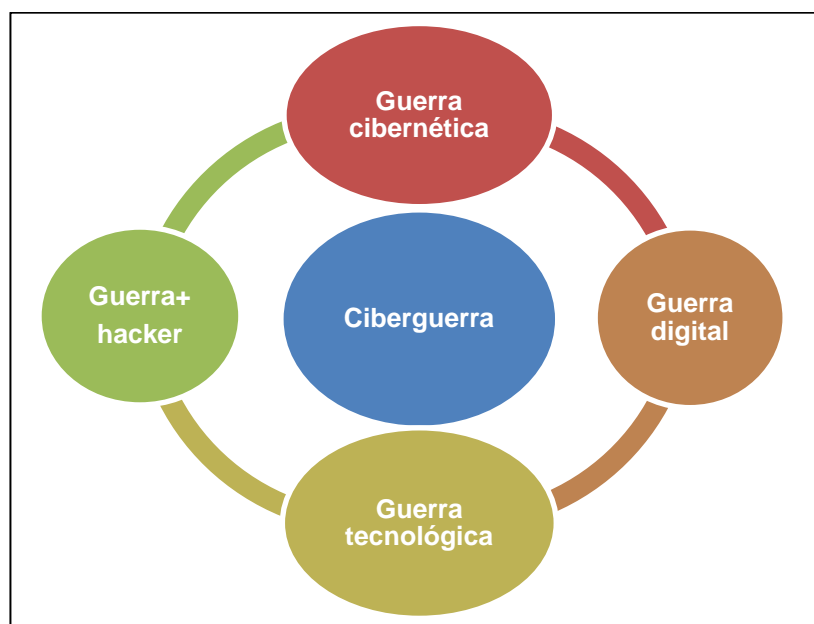 Guerra
cibernética
Guerra+
hacker
Ciberguerra
Guerra
digital
Guerra
tecnológica